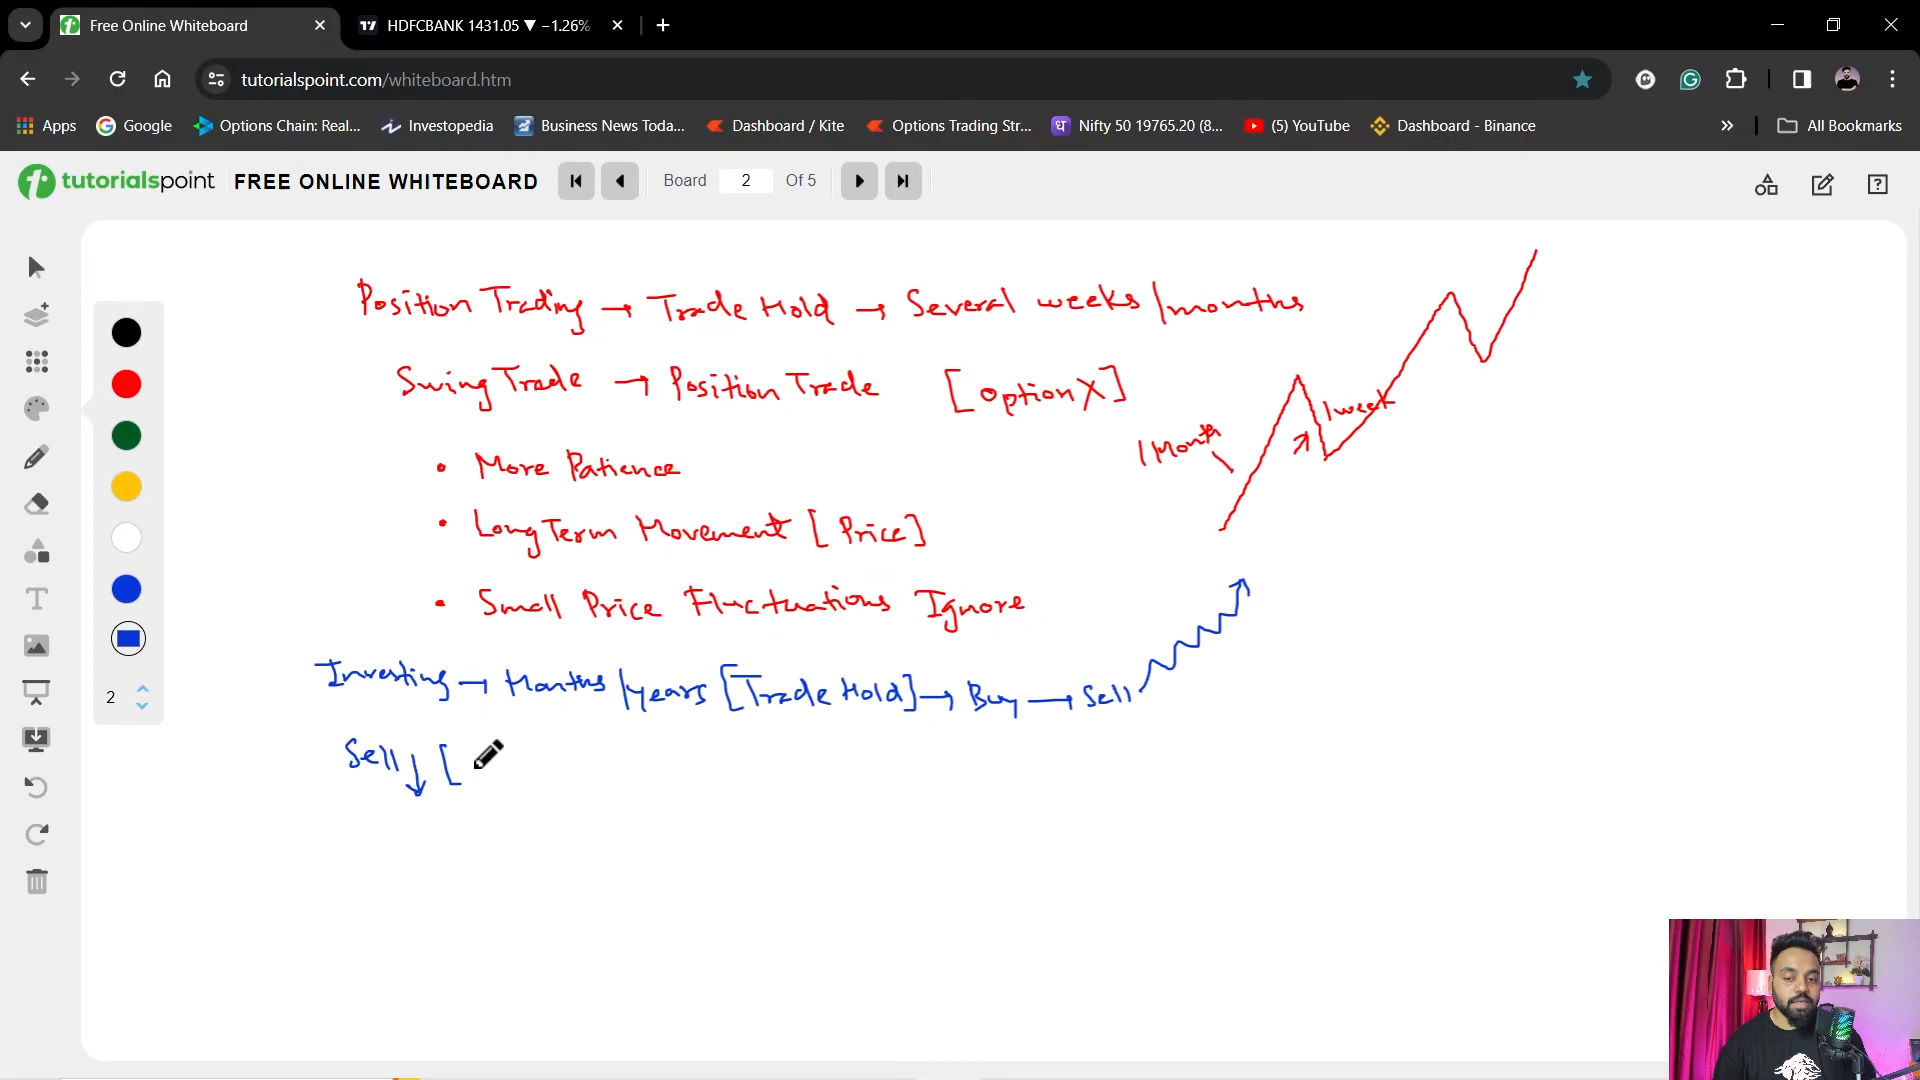 Free Online Whiteboard
HDFCBANK 1431.05 ▼ −1.26%
tutorialspoint.com/whiteboard.htm
Apps
Google
Options Chain: Real...
Investopedia
Business News Toda...
Dashboard / Kite
Options Trading Str...
Nifty 50 19765.20 (8...
(5) YouTube
Dashboard - Binance
All Bookmarks
tutorialspoint
FREE ONLINE WHITEBOARD
Board 2 Of 5
Position Trading → Trade Hold → Several weeks/months
Swing Trade → Position Trade [Option X]
1 week
1 Month
• More Patience
• Long Term Movement [Price]
• Small Price Fluctuations Ignore
Investing → Months/years [Trade Hold] → Buy → Sell
2
Sell ↓ [